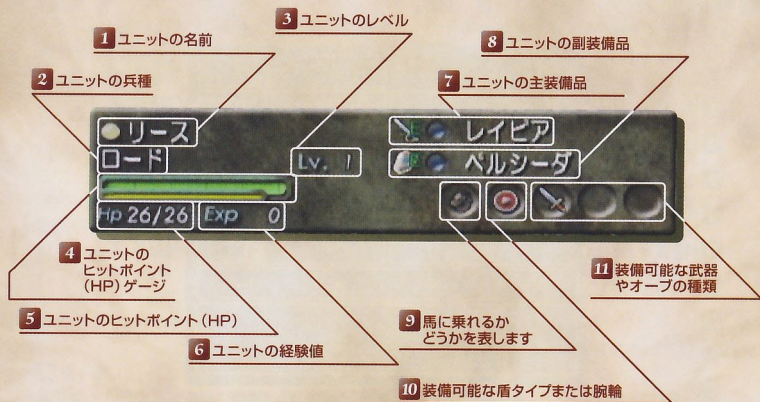 3 ユニットのレベル
1 ユニットの名前
8 ユニットの副装備品
2 ユニットの兵種
7 ユニットの主装備品
リース
レイピア
ロード
Lv. 1
ペルシーダ
Hp 26/26
Exp 0
4 ユニットの
ヒットポイント
(HP)ゲージ
11 装備可能な武器
やオーブの種類
5 ユニットのヒットポイント(HP)
9 馬に乗れるか
どうかを表します
6 ユニットの経験値
10 装備可能な盾タイプまたは腕輪